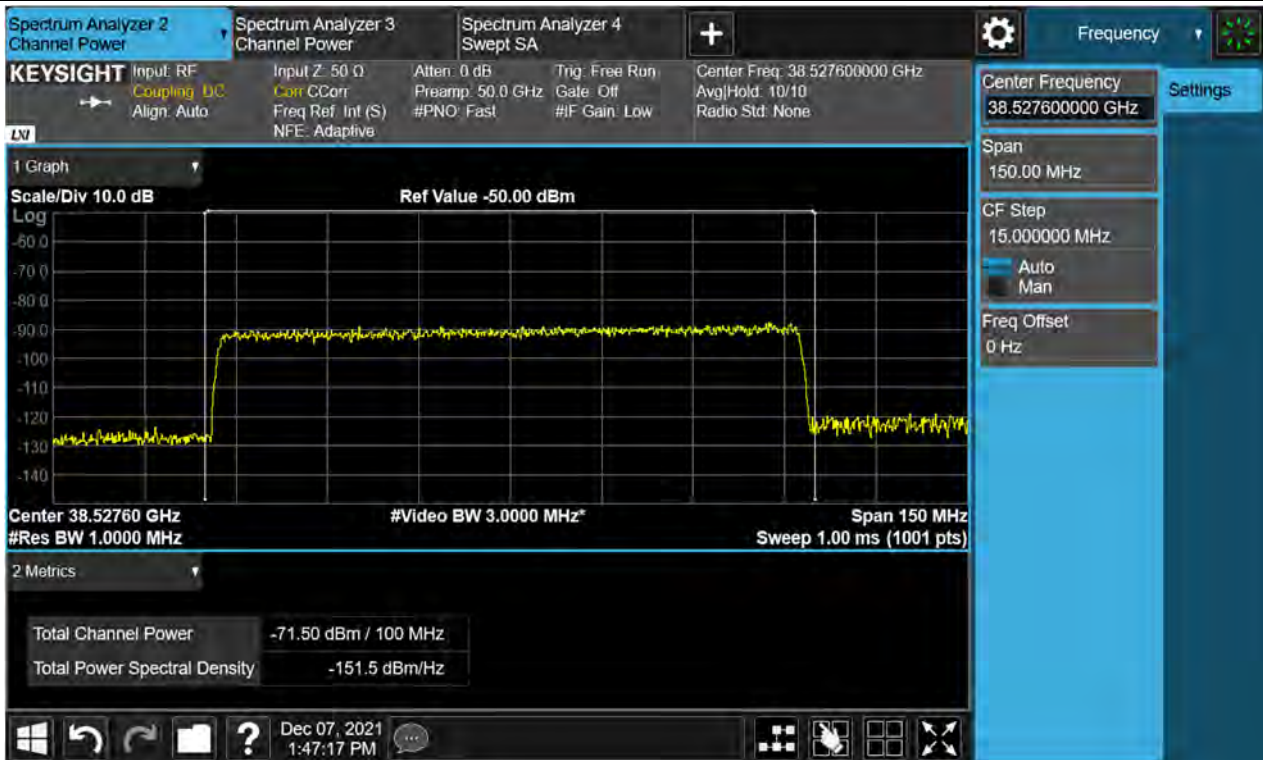 Spectrum Analyzer 2
Channel Power
Spectrum Analyzer 3
Channel Power
Spectrum Analyzer 4
Swept SA
+
Frequency
KEYSIGHT
LXI
Input: RF
Coupling: DC
Align: Auto
Input Z: 50 Ω
Corr CCorr
Freq Ref: Int (S)
NFE: Adaptive
Atten: 0 dB
Preamp: 50.0 GHz
#PNO: Fast
Trig: Free Run
Gate: Off
#IF Gain: Low
Center Freq: 38.527600000 GHz
Avg|Hold: 10/10
Radio Std: None
1 Graph
Scale/Div 10.0 dB
Ref Value -50.00 dBm
Log
-60.0
-70.0
-80.0
-90.0
-100
-110
-120
-130
-140
Center 38.52760 GHz
#Video BW 3.0000 MHz*
Span 150 MHz
#Res BW 1.0000 MHz
Sweep 1.00 ms (1001 pts)
2 Metrics
Total Channel Power -71.50 dBm / 100 MHz
Total Power Spectral Density -151.5 dBm/Hz
?
Dec 07, 2021
1:47:17 PM
Center Frequency
38.527600000 GHz
Settings
Span
150.00 MHz
CF Step
15.000000 MHz
Auto
Man
Freq Offset
0 Hz